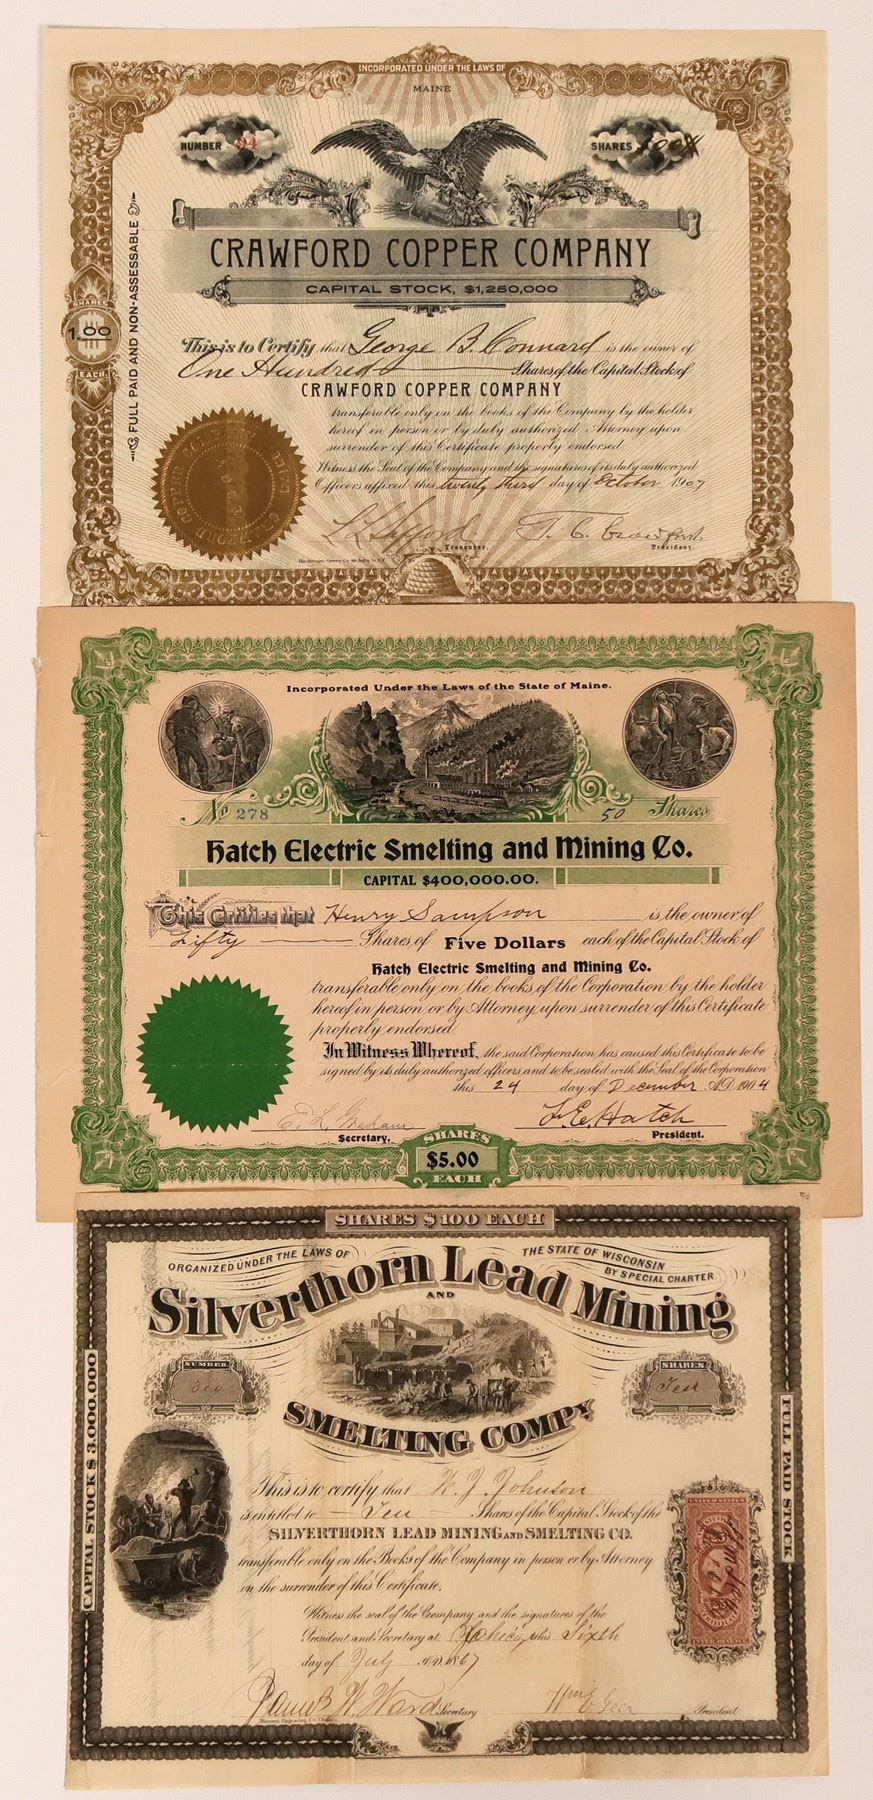 INCORPORATED UNDER THE LAWS OF
MAINE
NUMBER 94
SHARES 100
FULL PAID AND NON-ASSESSABLE
CRAWFORD COPPER COMPANY
CAPITAL STOCK, $1,250,000
SHARES
1.00
EACH
This is to Certify that George B. Connard is the owner of
One Hundred Shares of the Capital Stock of
CRAWFORD COPPER COMPANY
transferable only on the books of the Company by the holder
hereof in person or by duly authorized Attorney upon
surrender of this Certificate properly endorsed.
Witness the Seal of the Company and the signatures of its duly authorized
Officers affixed this twenty third day of October 1907
Treasurer.
President.
Incorporated Under the Laws of the State of Maine.
No 278
50 Shares
Hatch Electric Smelting and Mining Co.
CAPITAL $400,000.00.
This Certifies that Henry Sampson is the owner of
Fifty Shares of Five Dollars each of the Capital Stock of
Hatch Electric Smelting and Mining Co.
transferable only on the books of the Corporation by the holder
hereof in person or by Attorney upon surrender of this Certificate
properly endorsed.
In Witness Whereof, the said Corporation has caused this Certificate to be
signed by its duly authorized officers and to be sealed with the Seal of the Corporation
this 24 day of December A.D. 1904
E. L. Graham
Secretary.
Hatch
President.
SHARES
$5.00
EACH
SHARES $100 EACH
ORGANIZED UNDER THE LAWS OF THE STATE OF WISCONSIN
BY SPECIAL CHARTER
Silverthorn Lead Mining
AND
SMELTING COMPY
NUMBER
SHARES
Ten
CAPITAL STOCK $3,000,000
FULL PAID STOCK
This is to certify that W. J. Johnson
is entitled to Ten Shares of the Capital Stock of the
SILVERTHORN LEAD MINING AND SMELTING CO.
transferable only on the Books of the Company in person or by Attorney
on the surrender of this Certificate.
Witness the seal of the Company and the signatures of the
President and Secretary at Chicago this Sixth
day of July A.D. 1867
UNITED STATES
INTER. REVENUE
James W. Ward Secretary
President